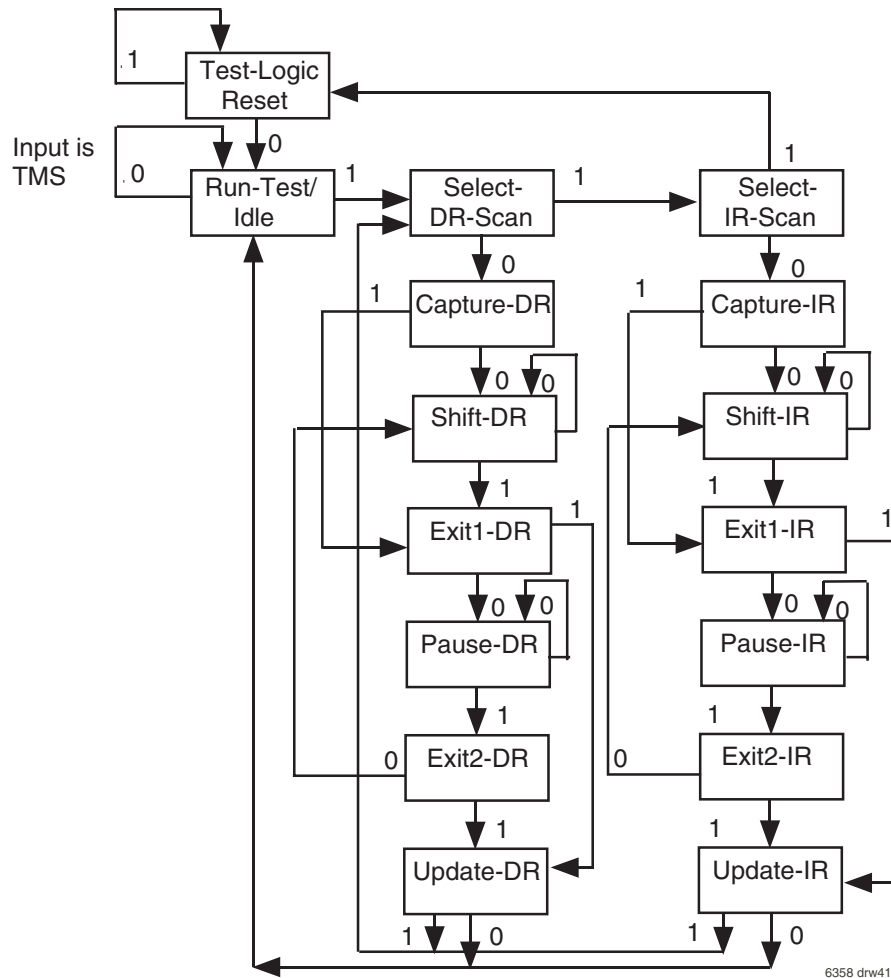 .1
Test-Logic
Reset
0
Input is
TMS
.0
Run-Test/
Idle
1
Select-
DR-Scan
1
Select-
IR-Scan
1
0
0
1
Capture-DR
1
Capture-IR
0
0
0
0
Shift-DR
Shift-IR
1
1
Exit1-DR
1
Exit1-IR
1
0
0
0
0
Pause-DR
Pause-IR
1
1
0
Exit2-DR
0
Exit2-IR
1
1
Update-DR
Update-IR
1
0
1
0
6358 drw41